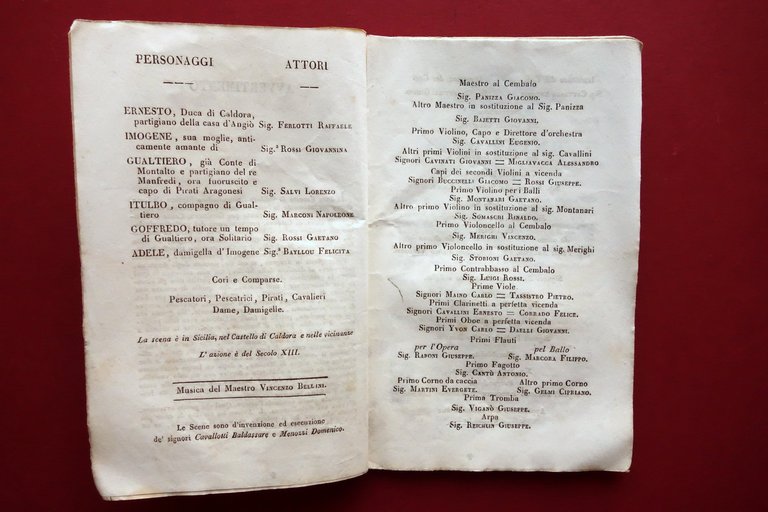 PERSONAGGI ATTORI
ERNESTO, Duca di Caldora,
partigiano della casa d'Angiò Sig. Ferlotti Raffaele
IMOGENE, sua moglie, anti-
camente amante di Sig.ª Rossi Giovannina
GUALTIERO, già Conte di
Montalto e partigiano del re
Manfredi, ora fuoruscito e
capo di Pirati Aragonesi Sig. Salvi Lorenzo
ITULBO, compagno di Gual-
tiero Sig. Marconi Napoleone
GOFFREDO, tutore un tempo
di Gualtiero, ora Solitario Sig. Rossi Gaetano
ADELE, damigella d'Imogene Sig.ª Bayllou Felicita
Cori e Comparse.
Pescatori, Pescatrici, Pirati, Cavalieri
Dame, Damigelle.
La scena è in Sicilia, nel Castello di Caldora e nelle vicinanze
L'azione è del Secolo XIII.
Musica del Maestro Vincenzo Bellini.
Le Scene sono d'invenzione ed esecuzione
de' signori Cavallotti Baldassare e Menozzi Domenico.
Maestro al Cembalo
Sig. Panizza Giacomo.
Altro Maestro in sostituzione al Sig. Panizza
Sig. Bajetti Giovanni.
Primo Violino, Capo e Direttore d'orchestra
Sig. Cavallini Eugenio.
Altri primi Violini in sostituzione al sig. Cavallini
Signori Cavinati Giovanni = Migliavacca Alessandro
Capi dei secondi Violini a vicenda
Signori Buccinelli Giacomo = Rossi Giuseppe.
Primo Violino per i Balli
Sig. Montanari Gaetano.
Altro primo Violino in sostituzione al sig. Montanari
Sig. Somaschi Rinaldo.
Primo Violoncello al Cembalo
Sig. Merighi Vincenzo.
Altro primo Violoncello in sostituzione al sig. Merighi
Sig. Storioni Gaetano.
Primo Contrabbasso al Cembalo
Sig. Luigi Rossi.
Prime Viole
Signori Maino Carlo = Tassistro Pietro.
Primi Clarinetti a perfetta vicenda
Signori Cavallini Ernesto = Corrado Felice.
Primi Oboe a perfetta vicenda
Signori Yvon Carlo = Daelli Giovanni.
Primi Flauti
per l'Opera pel Ballo
Sig. Raboni Giuseppe. Sig. Marcora Filippo.
Primo Fagotto
Sig. Cantù Antonio.
Primo Corno da caccia Altro primo Corno
Sig. Martini Evergete. Sig. Gelmi Cipriano.
Prima Tromba
Sig. Viganò Giuseppe.
Arpa
Sig. Reichlin Giuseppe.